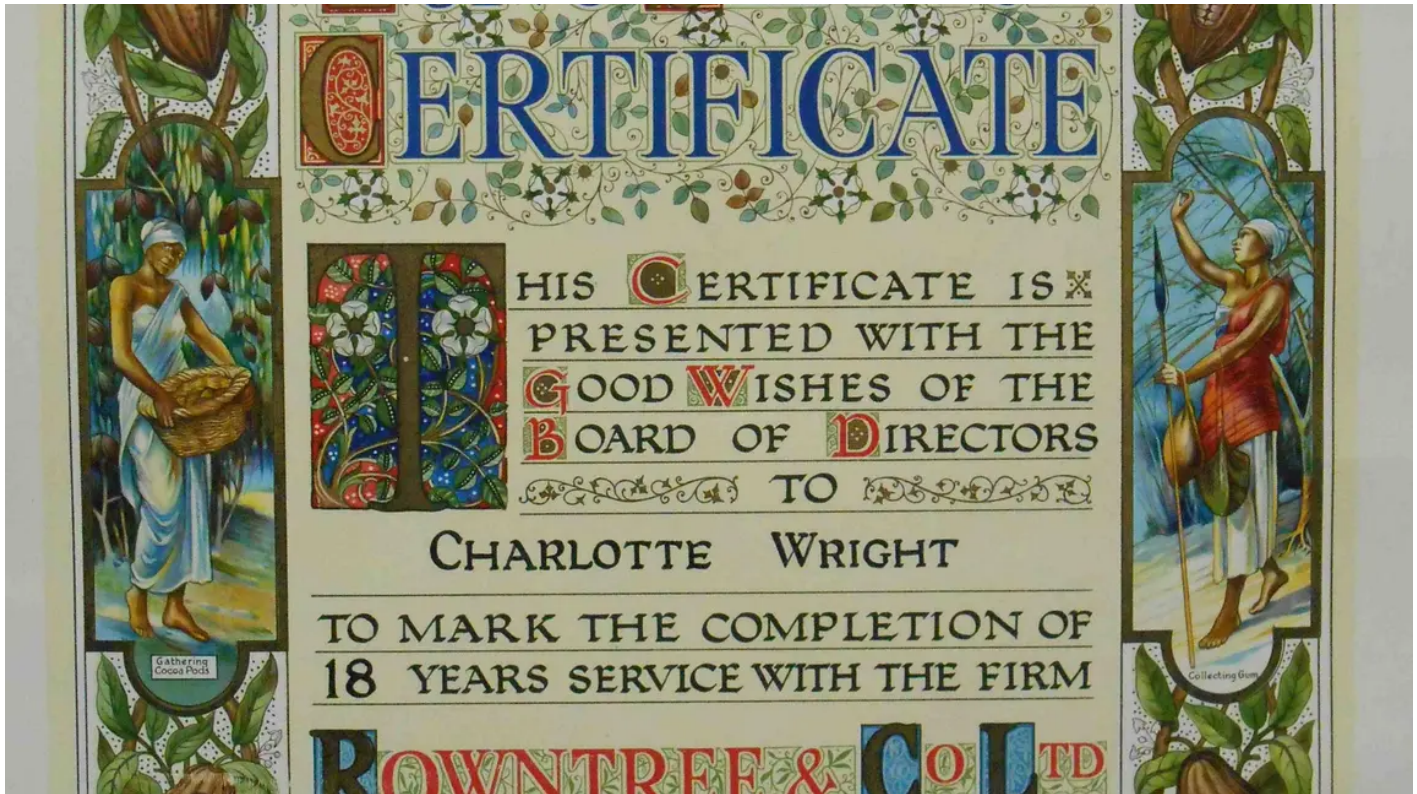 CERTIFICATE
THIS CERTIFICATE IS
PRESENTED WITH THE
GOOD WISHES OF THE
BOARD OF DIRECTORS
TO
CHARLOTTE WRIGHT
TO MARK THE COMPLETION OF
18 YEARS SERVICE WITH THE FIRM
ROWNTREE & CO LTD
Gathering
Cocoa Pods
Collecting Gum